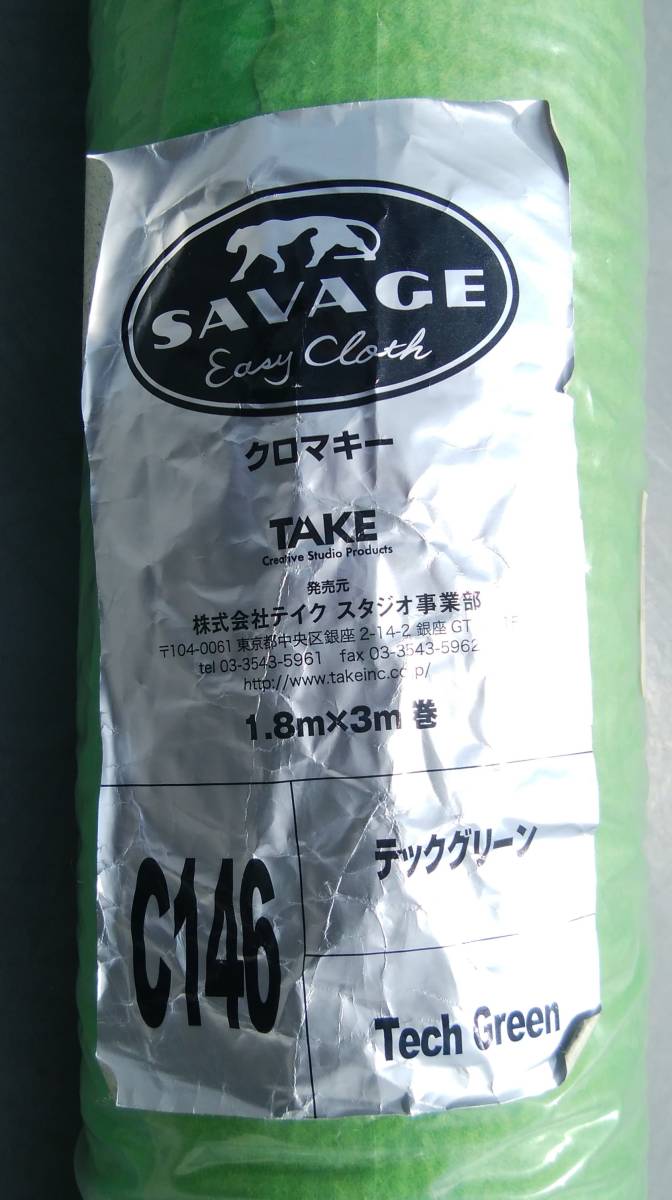 SAVAGE
Easy Cloth
クロマキー
TAKE
Creative Studio Products
発売元
株式会社テイク スタジオ事業部
〒104-0061 東京都中央区銀座 2-14-2 銀座 GT
tel 03-3543-5961 fax 03-3543-5962
http://www.takeinc.co.jp/
1.8m×3m 巻
C146
テックグリーン
Tech Green